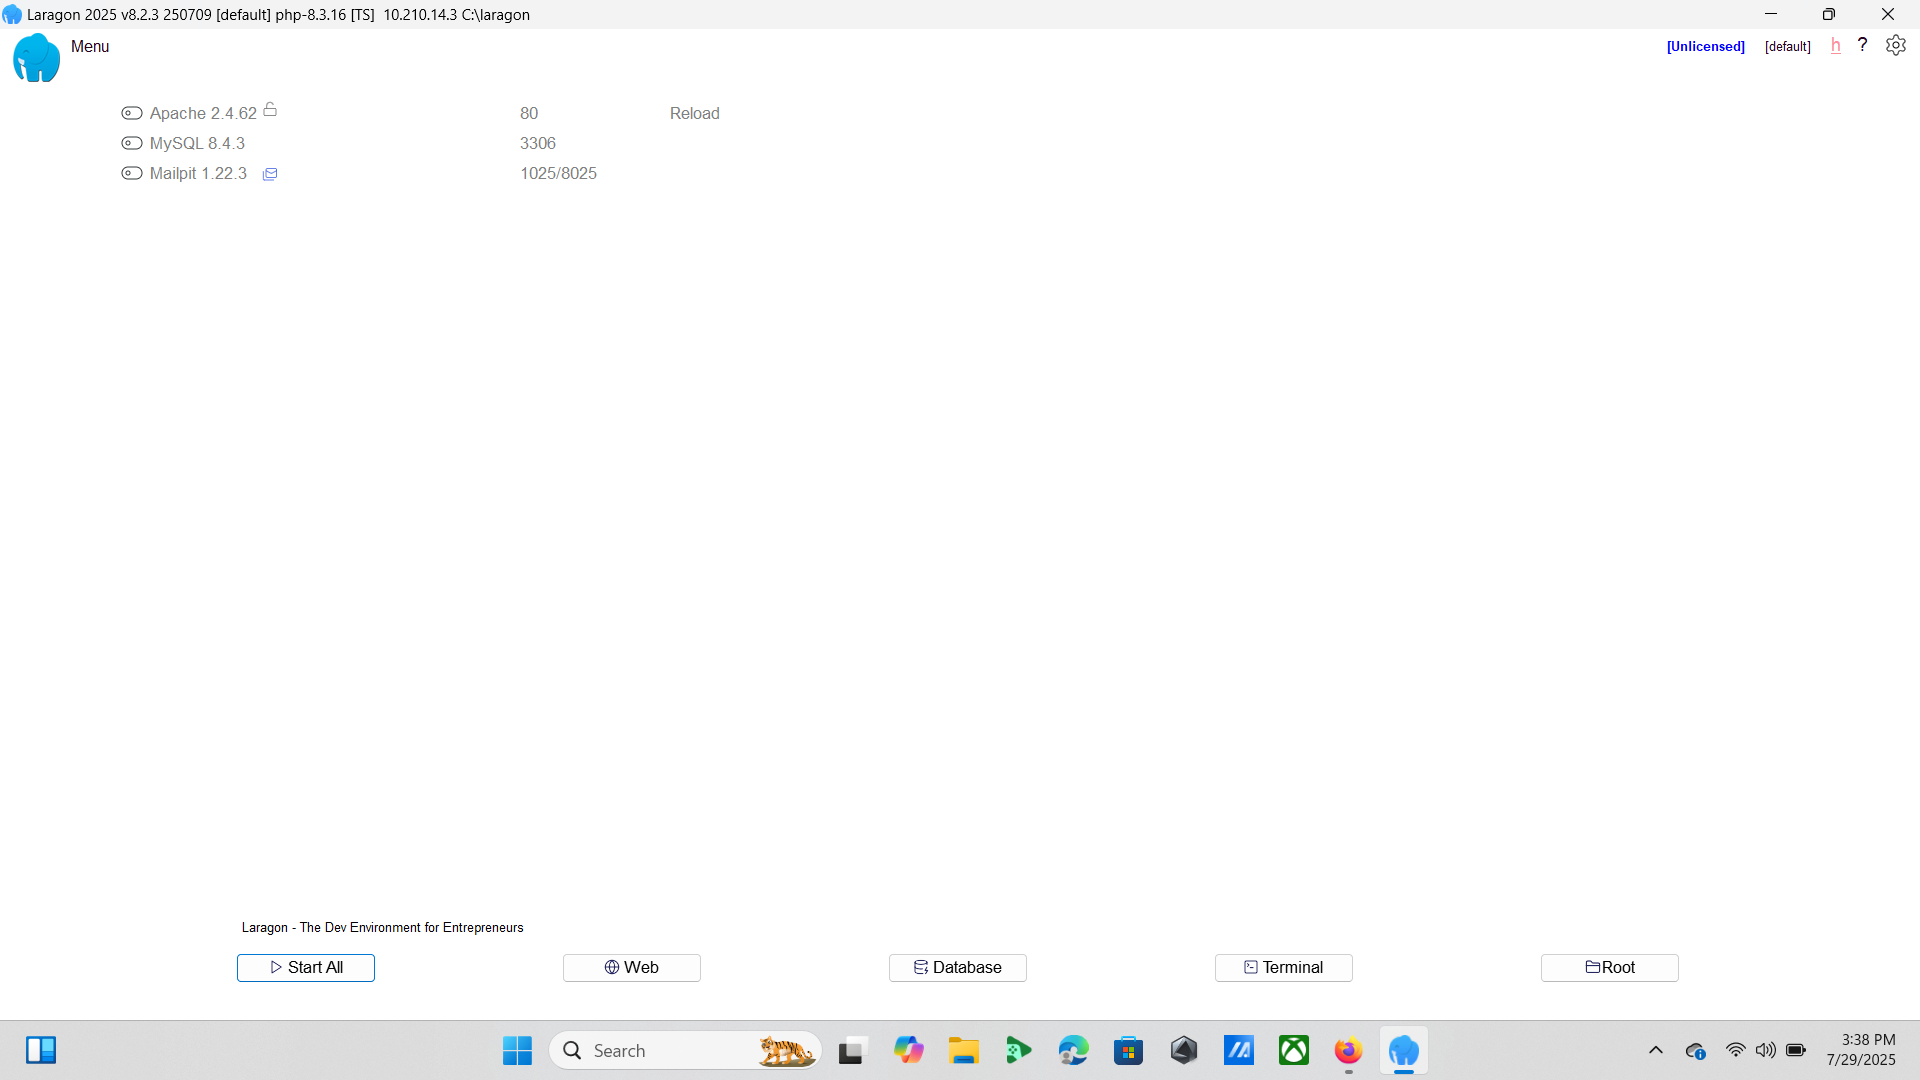 Laragon 2025 v8.2.3 250709 [default] php-8.3.16 [TS]  10.210.14.3 C:\laragon
Menu [Unlicensed] [default] h ?
Apache 2.4.62 80 Reload
MySQL 8.4.3 3306
Mailpit 1.22.3 1025/8025
Laragon - The Dev Environment for Entrepreneurs
Start All Web Database Terminal Root
Search
3:38 PM
7/29/2025